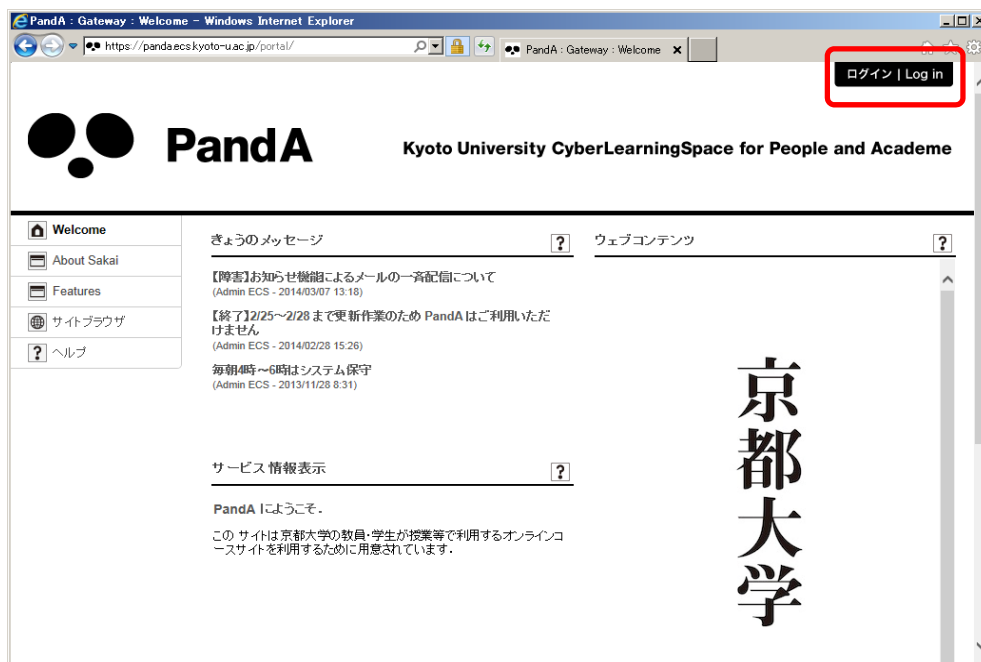 PandA : Gateway : Welcome - Windows Internet Explorer
https://panda.ecs.kyoto-u.ac.jp/portal/
PandA : Gateway : Welcome
ログイン | Log in
PandA
Kyoto University CyberLearningSpace for People and Academe
Welcome
About Sakai
Features
サイトブラウザ
ヘルプ
きょうのメッセージ
【障害】お知らせ機能によるメールの一斉配信について
(Admin ECS - 2014/03/07 13:18)
【終了】2/25～2/28 まで更新作業のため PandA はご利用いただ
けません
(Admin ECS - 2014/02/28 15:26)
毎朝4時～6時はシステム保守
(Admin ECS - 2013/11/28 8:31)
サービス情報表示
PandA にようこそ．
この サイトは京都大学の教員・学生が授業等で利用するオンラインコ
ースサイトを利用するために用意されています．
ウェブコンテンツ
京都大学